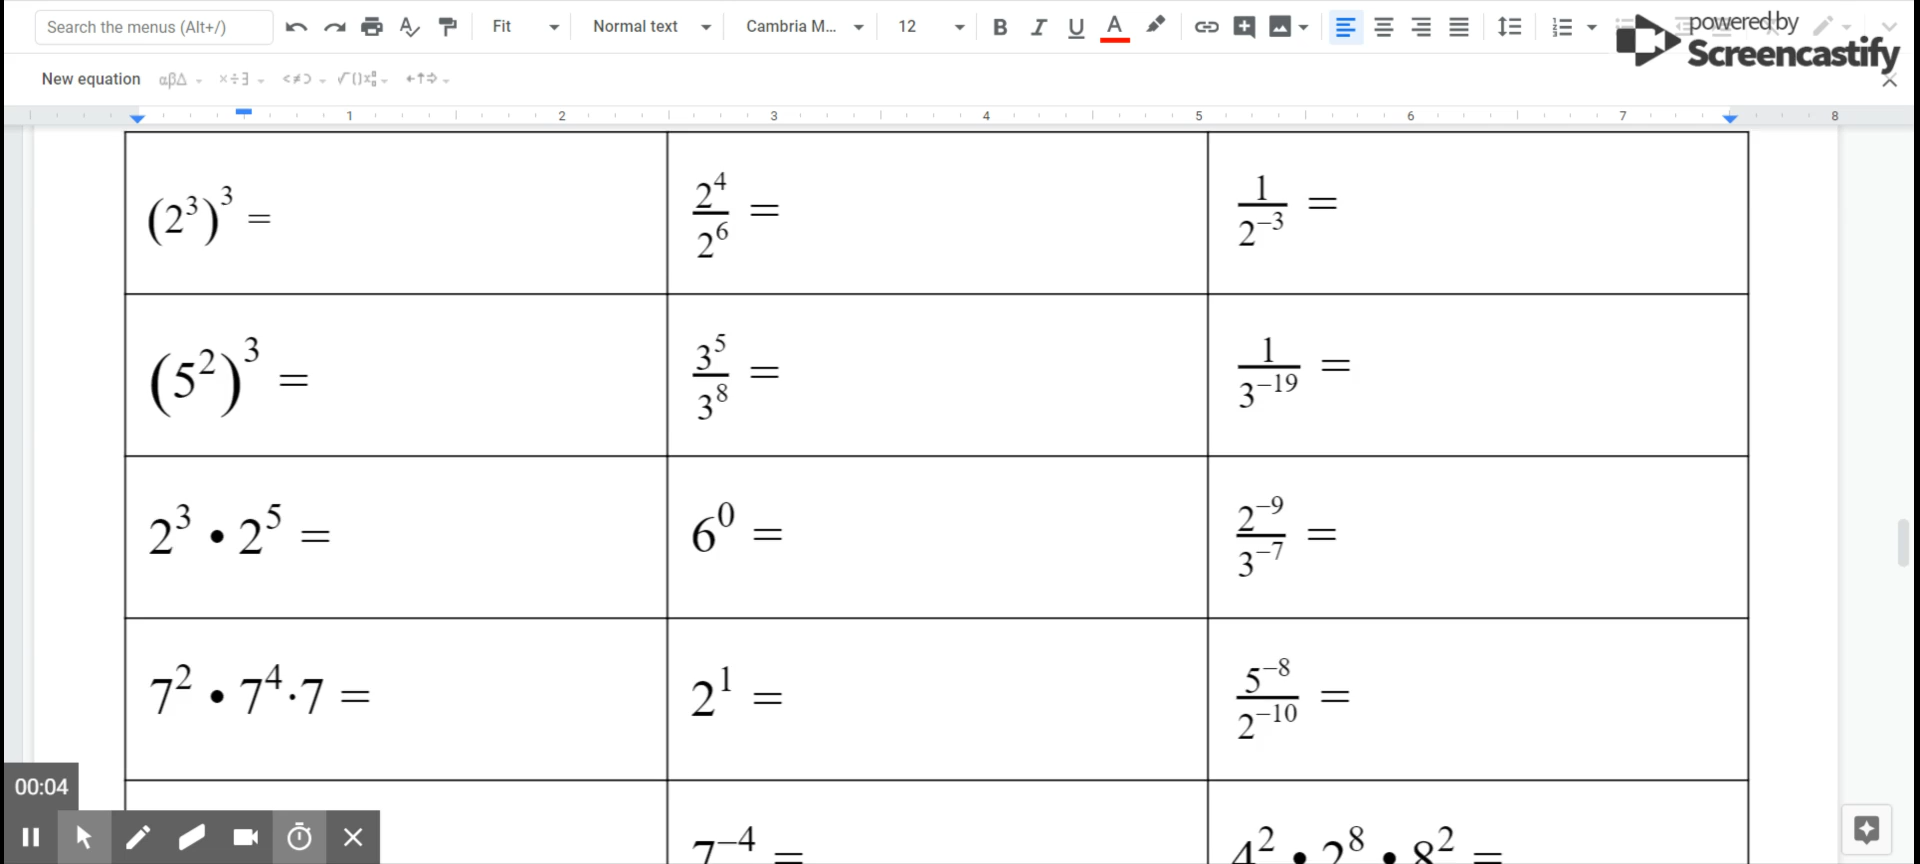 Search the menus (Alt+/)
Fit
Normal text
Cambria M...
12
B I U A
powered by
Screencastify
New equation αβΔ ×÷∃ <≠⊃ √()x ←↑⇒
1 2 3 4 5 6 7 8
(2³)³ =
2⁴/2⁶ =
1/2⁻³ =
(5²)³ =
3⁵/3⁸ =
1/3⁻¹⁹ =
2³ • 2⁵ =
6⁰ =
2⁻⁹/3⁻⁷ =
7² • 7⁴·7 =
2¹ =
5⁻⁸/2⁻¹⁰ =
7⁻⁴ =
4² • 2⁸ • 8² =
00:04